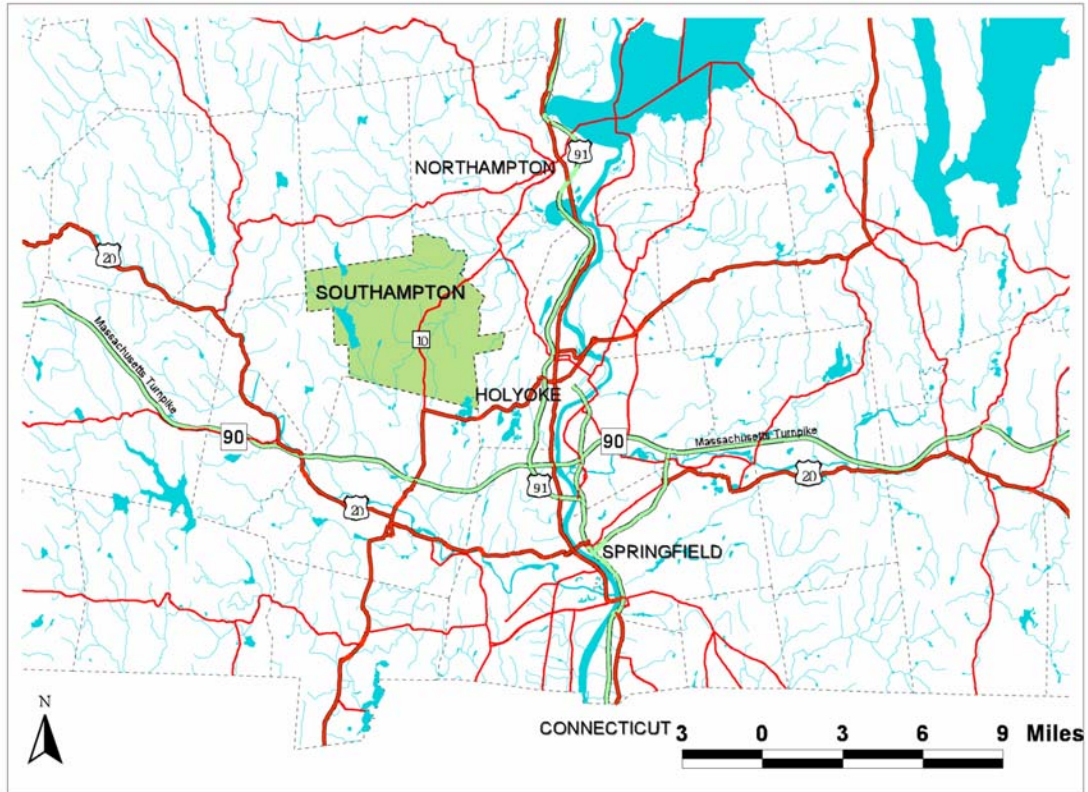 91
NORTHAMPTON
20
SOUTHAMPTON
Massachusetts Turnpike
10
HOLYOKE
90
90
Massachusetts Turnpike
20
91
20
SPRINGFIELD
N
CONNECTICUT
3 0 3 6 9 Miles